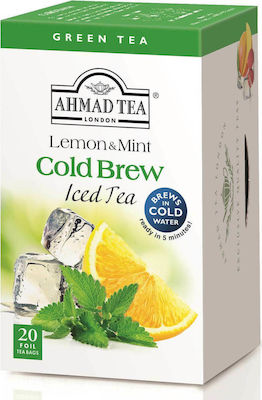 GREEN TEA
AHMAD TEA
LONDON
Lemon&Mint
Cold Brew
Iced Tea
BREWS
IN
COLD
WATER
ready in 5 minutes!
20
FOIL
TEA BAGS